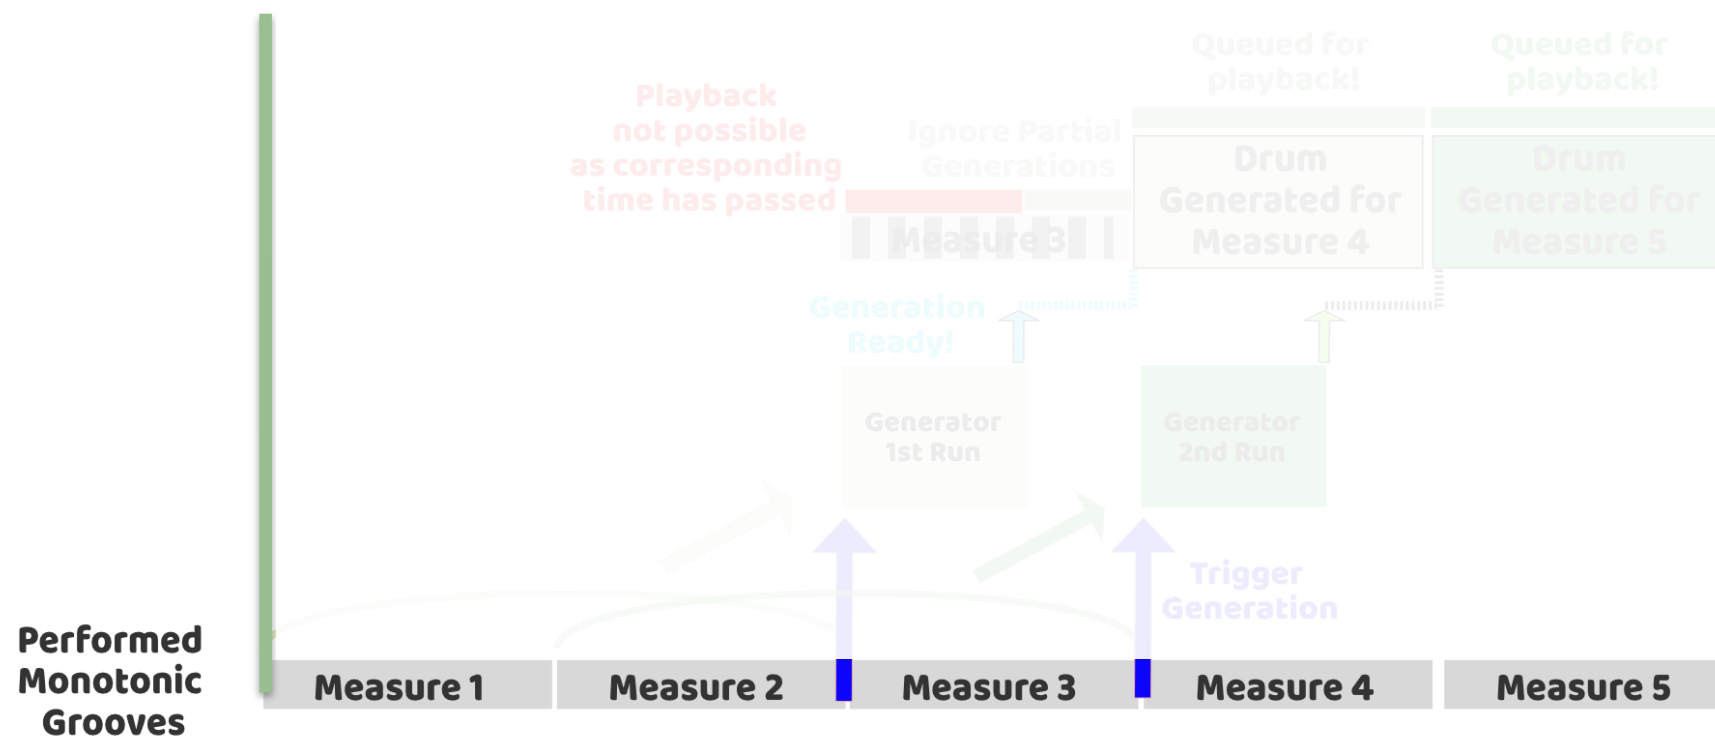 Queued for
playback!
Queued for
playback!
Playback
not possible
as corresponding
time has passed
Ignore Partial
Generations
Measure 3
Drum
Generated for
Measure 4
Drum
Generated for
Measure 5
Generation
Ready!
Generator
1st Run
Generator
2nd Run
Trigger
Generation
Performed
Monotonic
Grooves
Measure 1
Measure 2
Measure 3
Measure 4
Measure 5